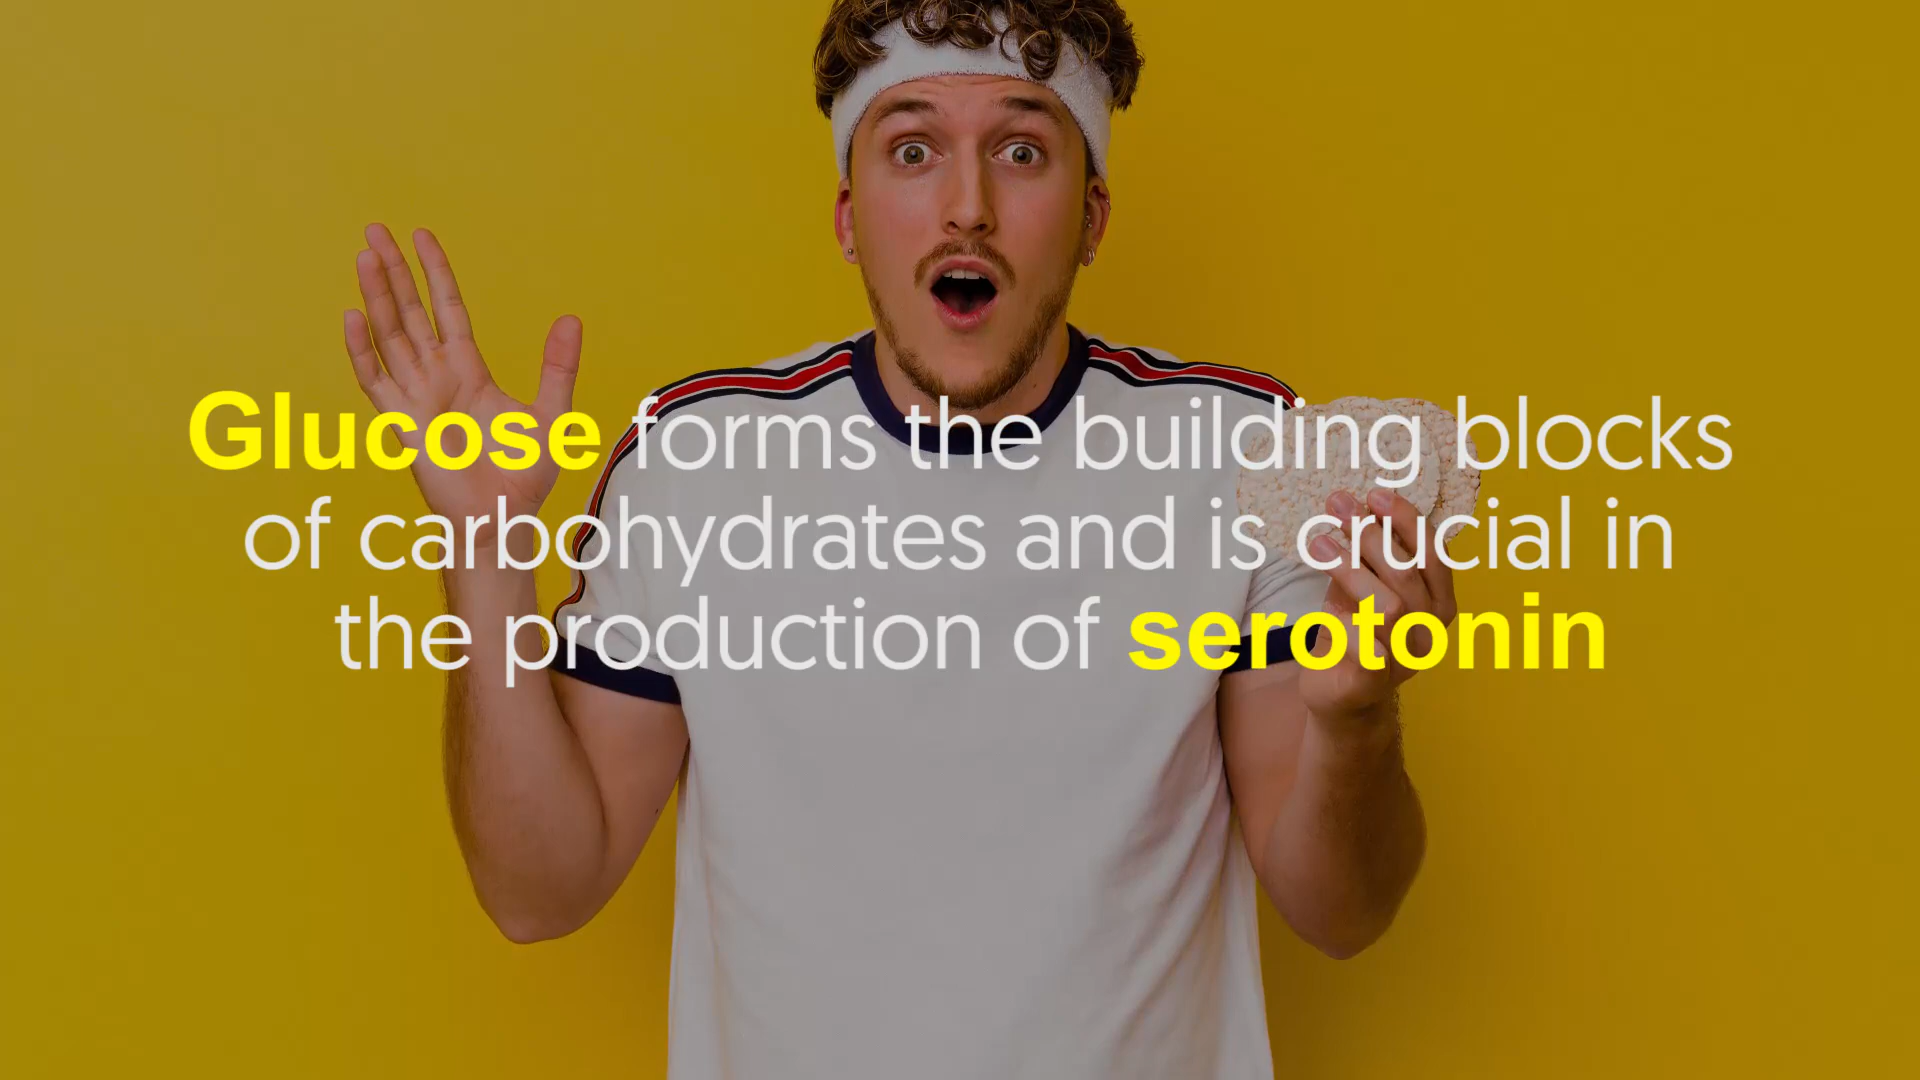 Glucose forms the building blocks
of carbohydrates and is crucial in
the production of serotonin